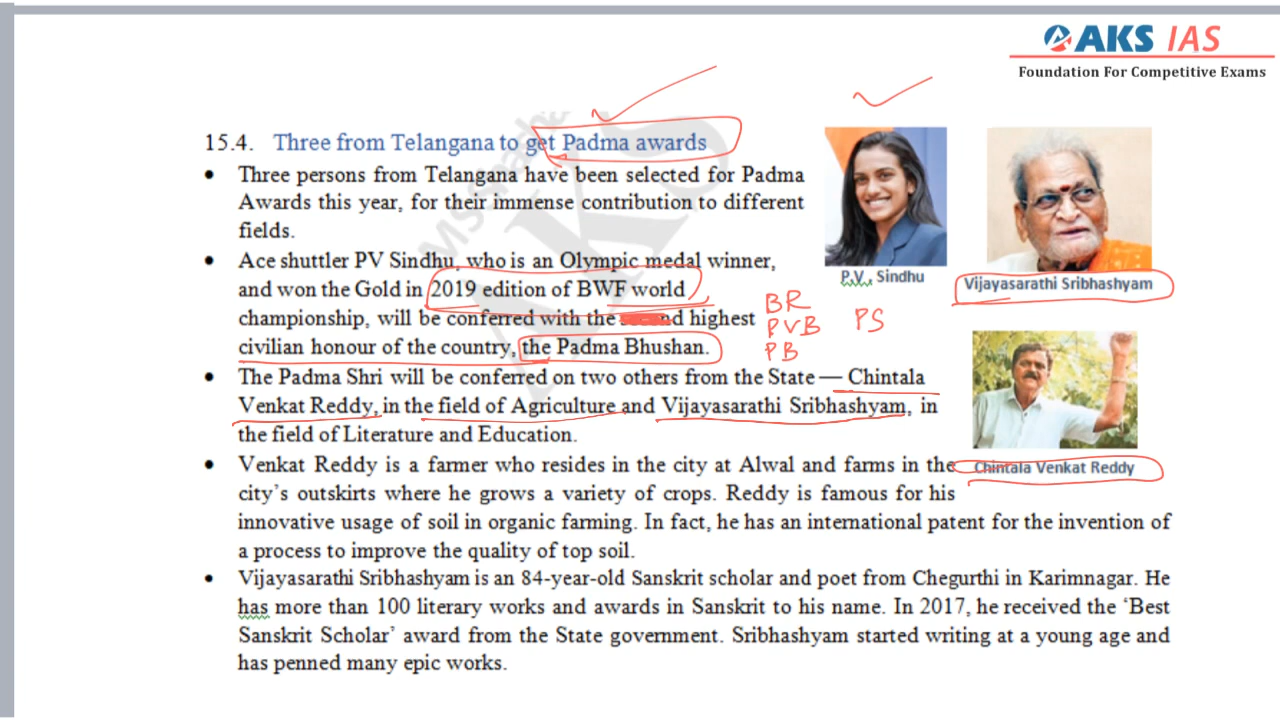 AKS IAS
Foundation For Competitive Exams
15.4. Three from Telangana to get Padma awards
• Three persons from Telangana have been selected for Padma
Awards this year, for their immense contribution to different
fields.
• Ace shuttler PV Sindhu, who is an Olympic medal winner,
and won the Gold in 2019 edition of BWF world
championship, will be conferred with the highest
civilian honour of the country, the Padma Bhushan.
P.V., Sindhu
Vijayasarathi Sribhashyam
BR
PVB
PB
PS
• The Padma Shri will be conferred on two others from the State — Chintala
Venkat Reddy, in the field of Agriculture and Vijayasarathi Sribhashyam, in
the field of Literature and Education.
Chintala Venkat Reddy
• Venkat Reddy is a farmer who resides in the city at Alwal and farms in the
city's outskirts where he grows a variety of crops. Reddy is famous for his
innovative usage of soil in organic farming. In fact, he has an international patent for the invention of
a process to improve the quality of top soil.
• Vijayasarathi Sribhashyam is an 84-year-old Sanskrit scholar and poet from Chegurthi in Karimnagar. He
has more than 100 literary works and awards in Sanskrit to his name. In 2017, he received the 'Best
Sanskrit Scholar' award from the State government. Sribhashyam started writing at a young age and
has penned many epic works.